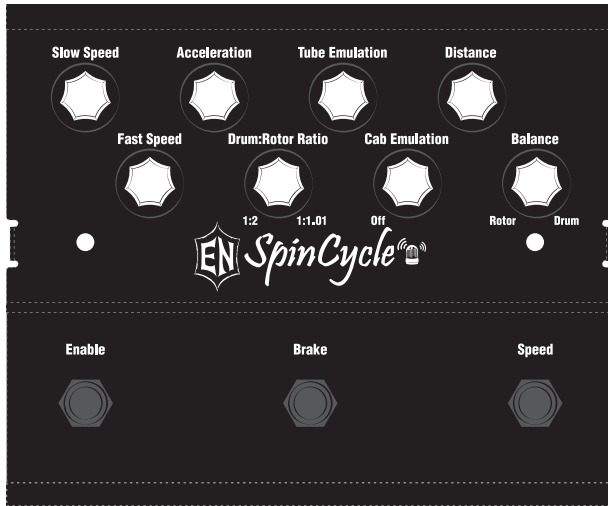 Slow Speed Acceleration Tube Emulation Distance
Fast Speed Drum:Rotor Ratio Cab Emulation Balance
1:2 1:1.01 Off Rotor Drum
EN SpinCycle
Enable Brake Speed